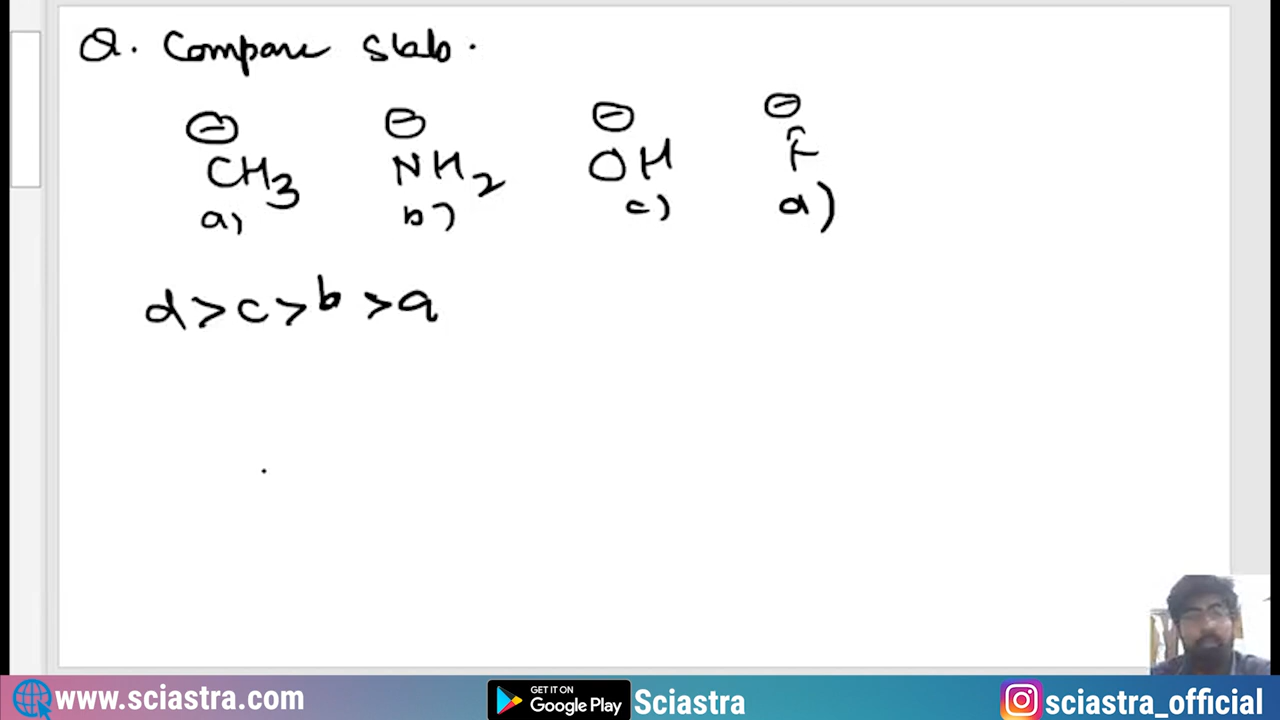 Q. Compare Stab.
⊖ ⊖ ⊖ ⊖
CH3 NH2 OH F
a) b) c) d)
d > c > b > a
www.sciastra.com GET IT ON Google Play Sciastra sciastra_official